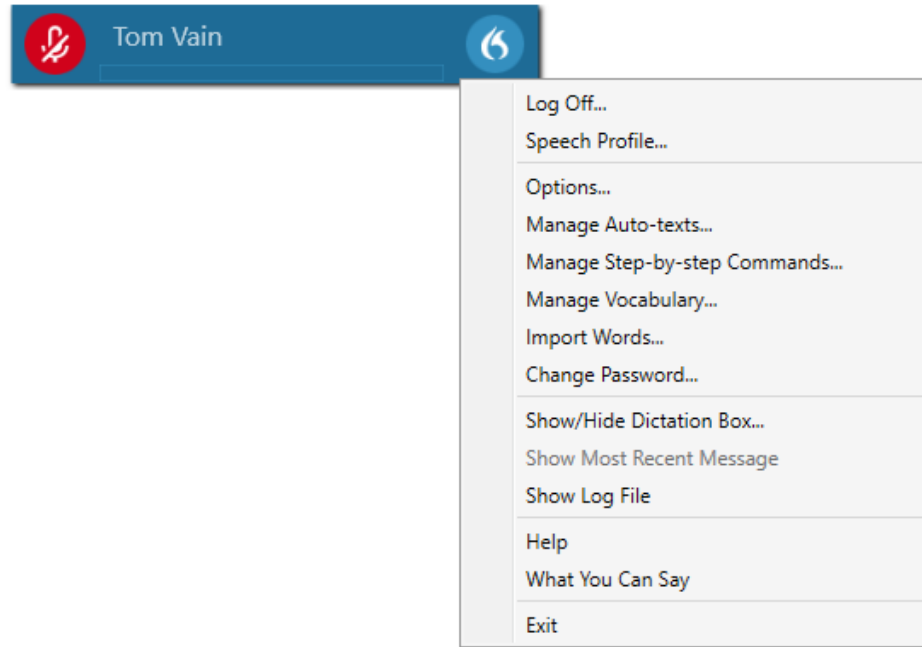 Tom Vain
Log Off...
Speech Profile...
Options...
Manage Auto-texts...
Manage Step-by-step Commands...
Manage Vocabulary...
Import Words...
Change Password...
Show/Hide Dictation Box...
Show Most Recent Message
Show Log File
Help
What You Can Say
Exit